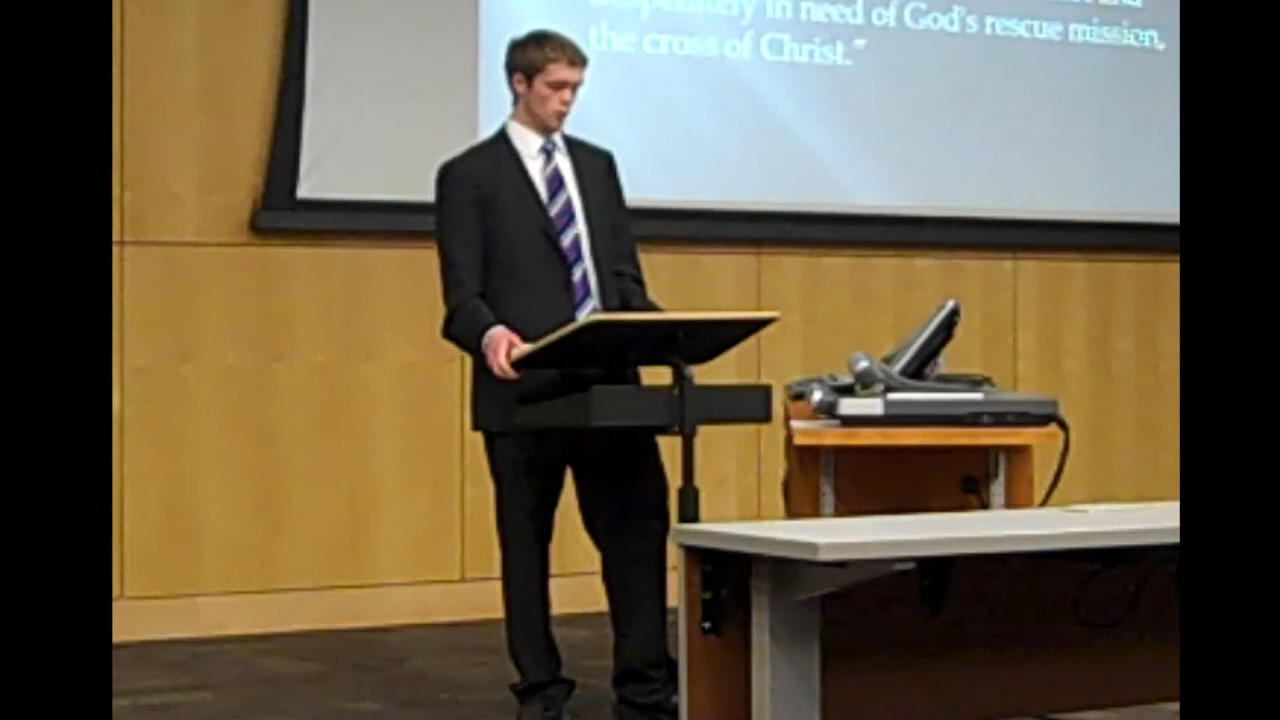 desperately in need of God's rescue mission,
the cross of Christ."